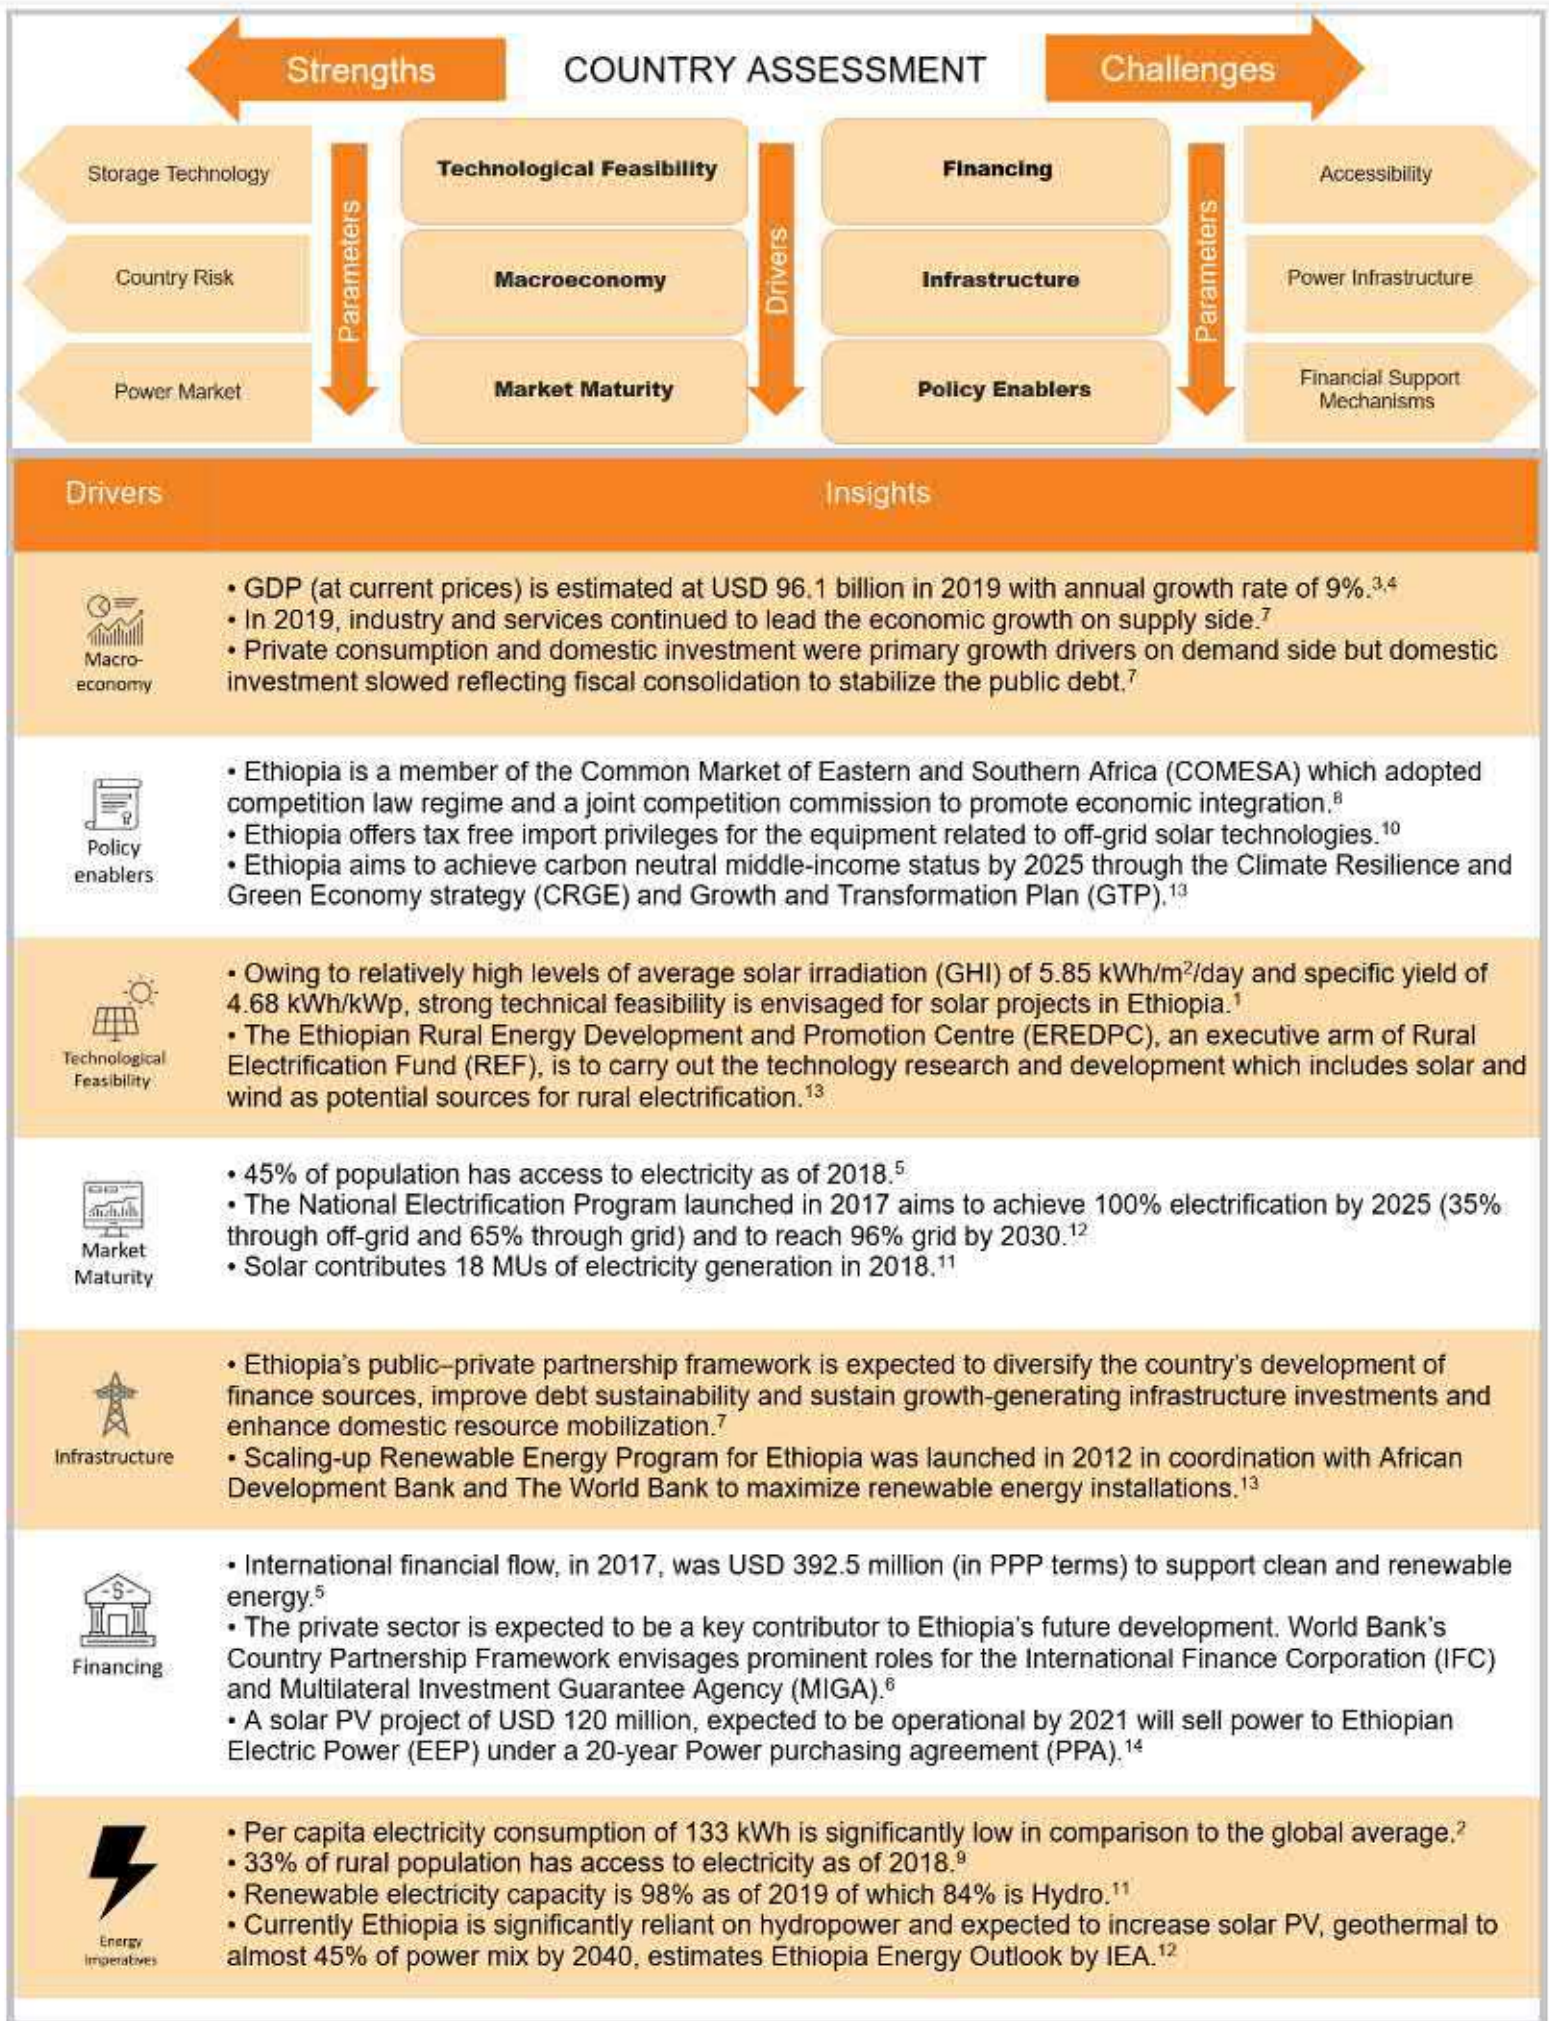 Strengths
COUNTRY ASSESSMENT
Challenges
Storage Technology
Technological Feasibility
Financing
Accessibility
Parameters
Drivers
Parameters
Country Risk
Macroeconomy
Infrastructure
Power Infrastructure
Power Market
Market Maturity
Policy Enablers
Financial Support
Mechanisms
Drivers
Insights
Macro-
economy
• GDP (at current prices) is estimated at USD 96.1 billion in 2019 with annual growth rate of 9%.3,4
• In 2019, industry and services continued to lead the economic growth on supply side.7
• Private consumption and domestic investment were primary growth drivers on demand side but domestic
investment slowed reflecting fiscal consolidation to stabilize the public debt.7
Policy
enablers
• Ethiopia is a member of the Common Market of Eastern and Southern Africa (COMESA) which adopted
competition law regime and a joint competition commission to promote economic integration.8
• Ethiopia offers tax free import privileges for the equipment related to off-grid solar technologies.10
• Ethiopia aims to achieve carbon neutral middle-income status by 2025 through the Climate Resilience and
Green Economy strategy (CRGE) and Growth and Transformation Plan (GTP).13
Technological
Feasibility
• Owing to relatively high levels of average solar irradiation (GHI) of 5.85 kWh/m2/day and specific yield of
4.68 kWh/kWp, strong technical feasibility is envisaged for solar projects in Ethiopia.1
• The Ethiopian Rural Energy Development and Promotion Centre (EREDPC), an executive arm of Rural
Electrification Fund (REF), is to carry out the technology research and development which includes solar and
wind as potential sources for rural electrification.13
Market
Maturity
• 45% of population has access to electricity as of 2018.5
• The National Electrification Program launched in 2017 aims to achieve 100% electrification by 2025 (35%
through off-grid and 65% through grid) and to reach 96% grid by 2030.12
• Solar contributes 18 MUs of electricity generation in 2018.11
Infrastructure
• Ethiopia's public–private partnership framework is expected to diversify the country's development of
finance sources, improve debt sustainability and sustain growth-generating infrastructure investments and
enhance domestic resource mobilization.7
• Scaling-up Renewable Energy Program for Ethiopia was launched in 2012 in coordination with African
Development Bank and The World Bank to maximize renewable energy installations.13
Financing
• International financial flow, in 2017, was USD 392.5 million (in PPP terms) to support clean and renewable
energy.5
• The private sector is expected to be a key contributor to Ethiopia's future development. World Bank's
Country Partnership Framework envisages prominent roles for the International Finance Corporation (IFC)
and Multilateral Investment Guarantee Agency (MIGA).6
• A solar PV project of USD 120 million, expected to be operational by 2021 will sell power to Ethiopian
Electric Power (EEP) under a 20-year Power purchasing agreement (PPA).14
Energy
Imperatives
• Per capita electricity consumption of 133 kWh is significantly low in comparison to the global average.2
• 33% of rural population has access to electricity as of 2018.9
• Renewable electricity capacity is 98% as of 2019 of which 84% is Hydro.11
• Currently Ethiopia is significantly reliant on hydropower and expected to increase solar PV, geothermal to
almost 45% of power mix by 2040, estimates Ethiopia Energy Outlook by IEA.12